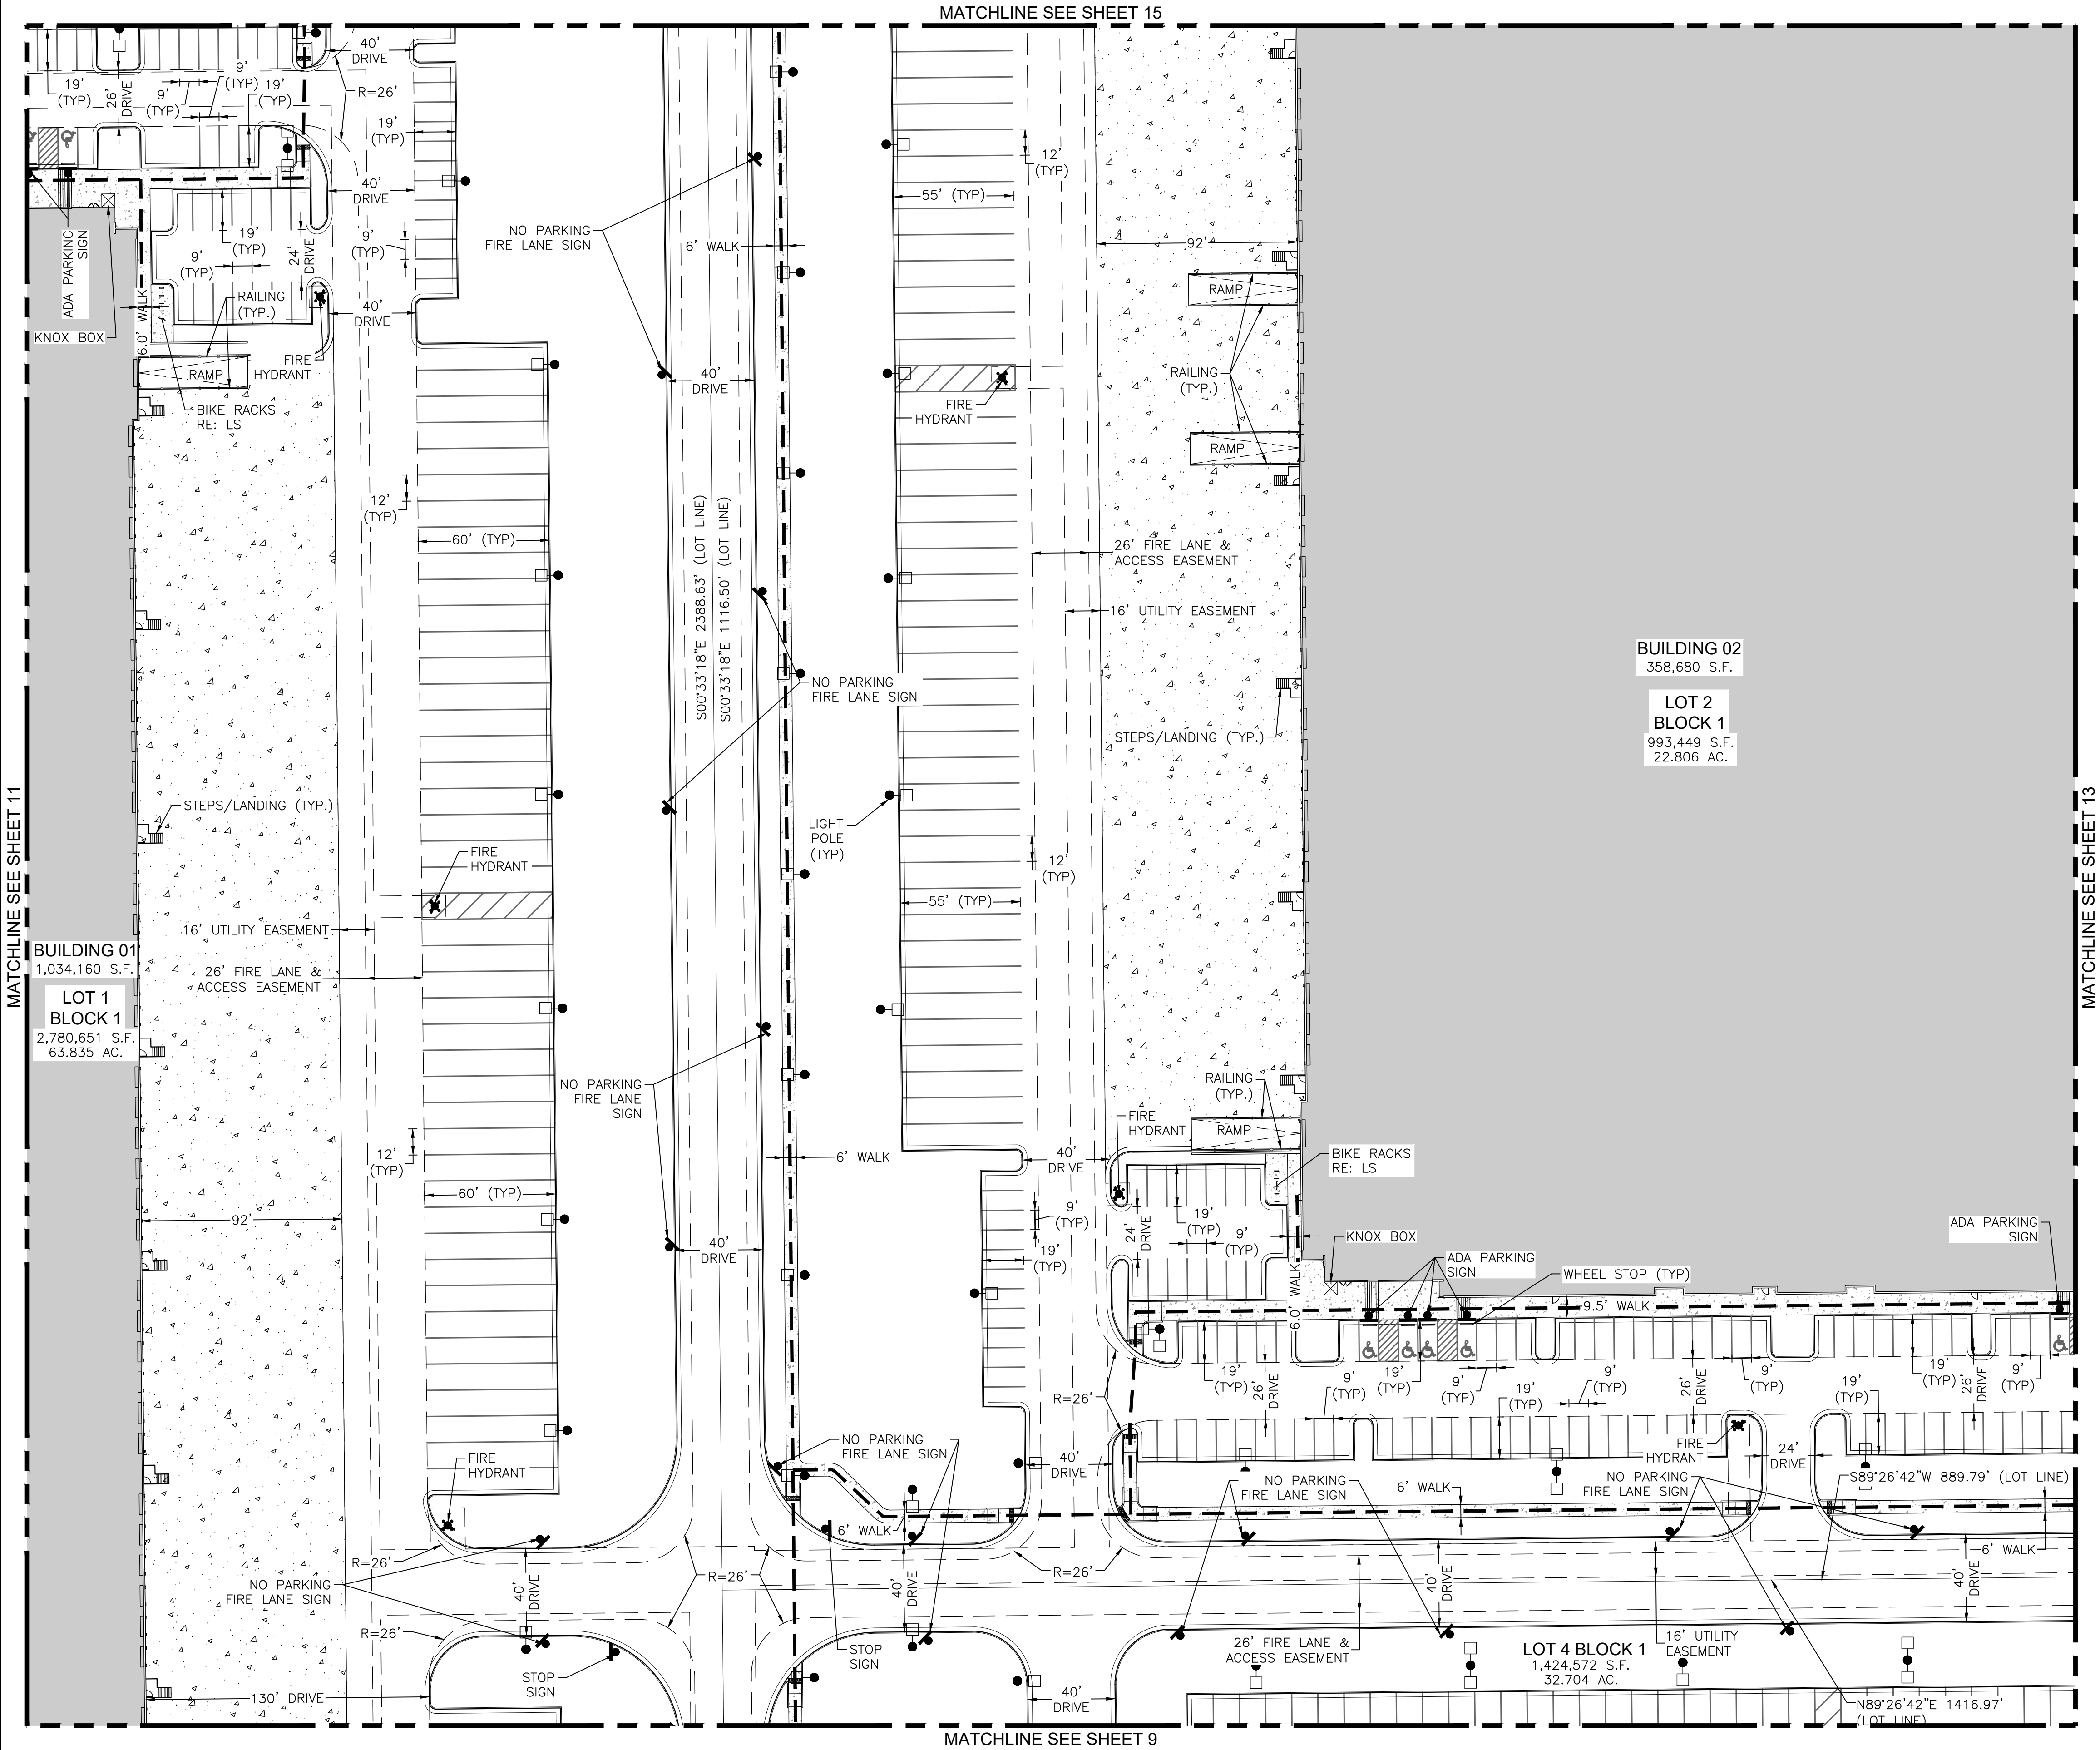 MATCHLINE SEE SHEET 15
40'
DRIVE
R=26'
19'
(TYP)
26'
DRIVE
9'
(TYP)
9'
(TYP)
19'
(TYP)
19'
(TYP)
40'
DRIVE
ADA PARKING
SIGN
KNOX BOX
6.0' WALK
19'
(TYP)
9'
(TYP)
24'
DRIVE
RAILING
(TYP.)
9'
(TYP)
40'
DRIVE
FIRE
HYDRANT
RAMP
BIKE RACKS
RE: LS
NO PARKING
FIRE LANE SIGN
6' WALK
55' (TYP)
12'
(TYP)
92'
RAMP
40'
DRIVE
FIRE
HYDRANT
RAILING
(TYP.)
RAMP
12'
(TYP)
60' (TYP)
S00°33'18"E 2388.63' (LOT LINE)
S00°33'18"E 1116.50' (LOT LINE)
26' FIRE LANE &
ACCESS EASEMENT
16' UTILITY EASEMENT
NO PARKING
FIRE LANE SIGN
STEPS/LANDING (TYP.)
BUILDING 02
358,680 S.F.
LOT 2
BLOCK 1
993,449 S.F.
22.806 AC.
MATCHLINE SEE SHEET 11
MATCHLINE SEE SHEET 13
STEPS/LANDING (TYP.)
LIGHT
POLE
(TYP)
FIRE
HYDRANT
12'
(TYP)
55' (TYP)
16' UTILITY EASEMENT
26' FIRE LANE &
ACCESS EASEMENT
BUILDING 01
1,034,160 S.F.
LOT 1
BLOCK 1
2,780,651 S.F.
63.835 AC.
NO PARKING
FIRE LANE
SIGN
12'
(TYP)
60' (TYP)
92'
6' WALK
40'
DRIVE
RAILING
(TYP.)
FIRE
HYDRANT
RAMP
40'
DRIVE
BIKE RACKS
RE: LS
9'
(TYP)
19'
(TYP)
24'
DRIVE
19'
(TYP)
9'
(TYP)
6.0' WALK
KNOX BOX
ADA PARKING
SIGN
WHEEL STOP (TYP)
9.5' WALK
ADA PARKING
SIGN
R=26'
19'
(TYP)
26'
DRIVE
9'
(TYP)
19'
(TYP)
9'
(TYP)
19'
(TYP)
9'
(TYP)
26'
DRIVE
9'
(TYP)
19'
(TYP)
19'
(TYP)
26'
DRIVE
9'
(TYP)
FIRE
HYDRANT
NO PARKING
FIRE LANE SIGN
40'
DRIVE
NO PARKING
FIRE LANE SIGN
6' WALK
FIRE
HYDRANT
NO PARKING
FIRE LANE SIGN
24'
DRIVE
S89°26'42"W 889.79' (LOT LINE)
6' WALK
6' WALK
R=26'
NO PARKING
FIRE LANE SIGN
R=26'
40'
DRIVE
R=26'
40'
DRIVE
R=26'
40'
DRIVE
40'
DRIVE
STOP
SIGN
STOP
SIGN
130' DRIVE
40'
DRIVE
26' FIRE LANE &
ACCESS EASEMENT
LOT 4 BLOCK 1
1,424,572 S.F.
32.704 AC.
16' UTILITY
EASEMENT
N89°26'42"E 1416.97'
(LOT LINE)
MATCHLINE SEE SHEET 9